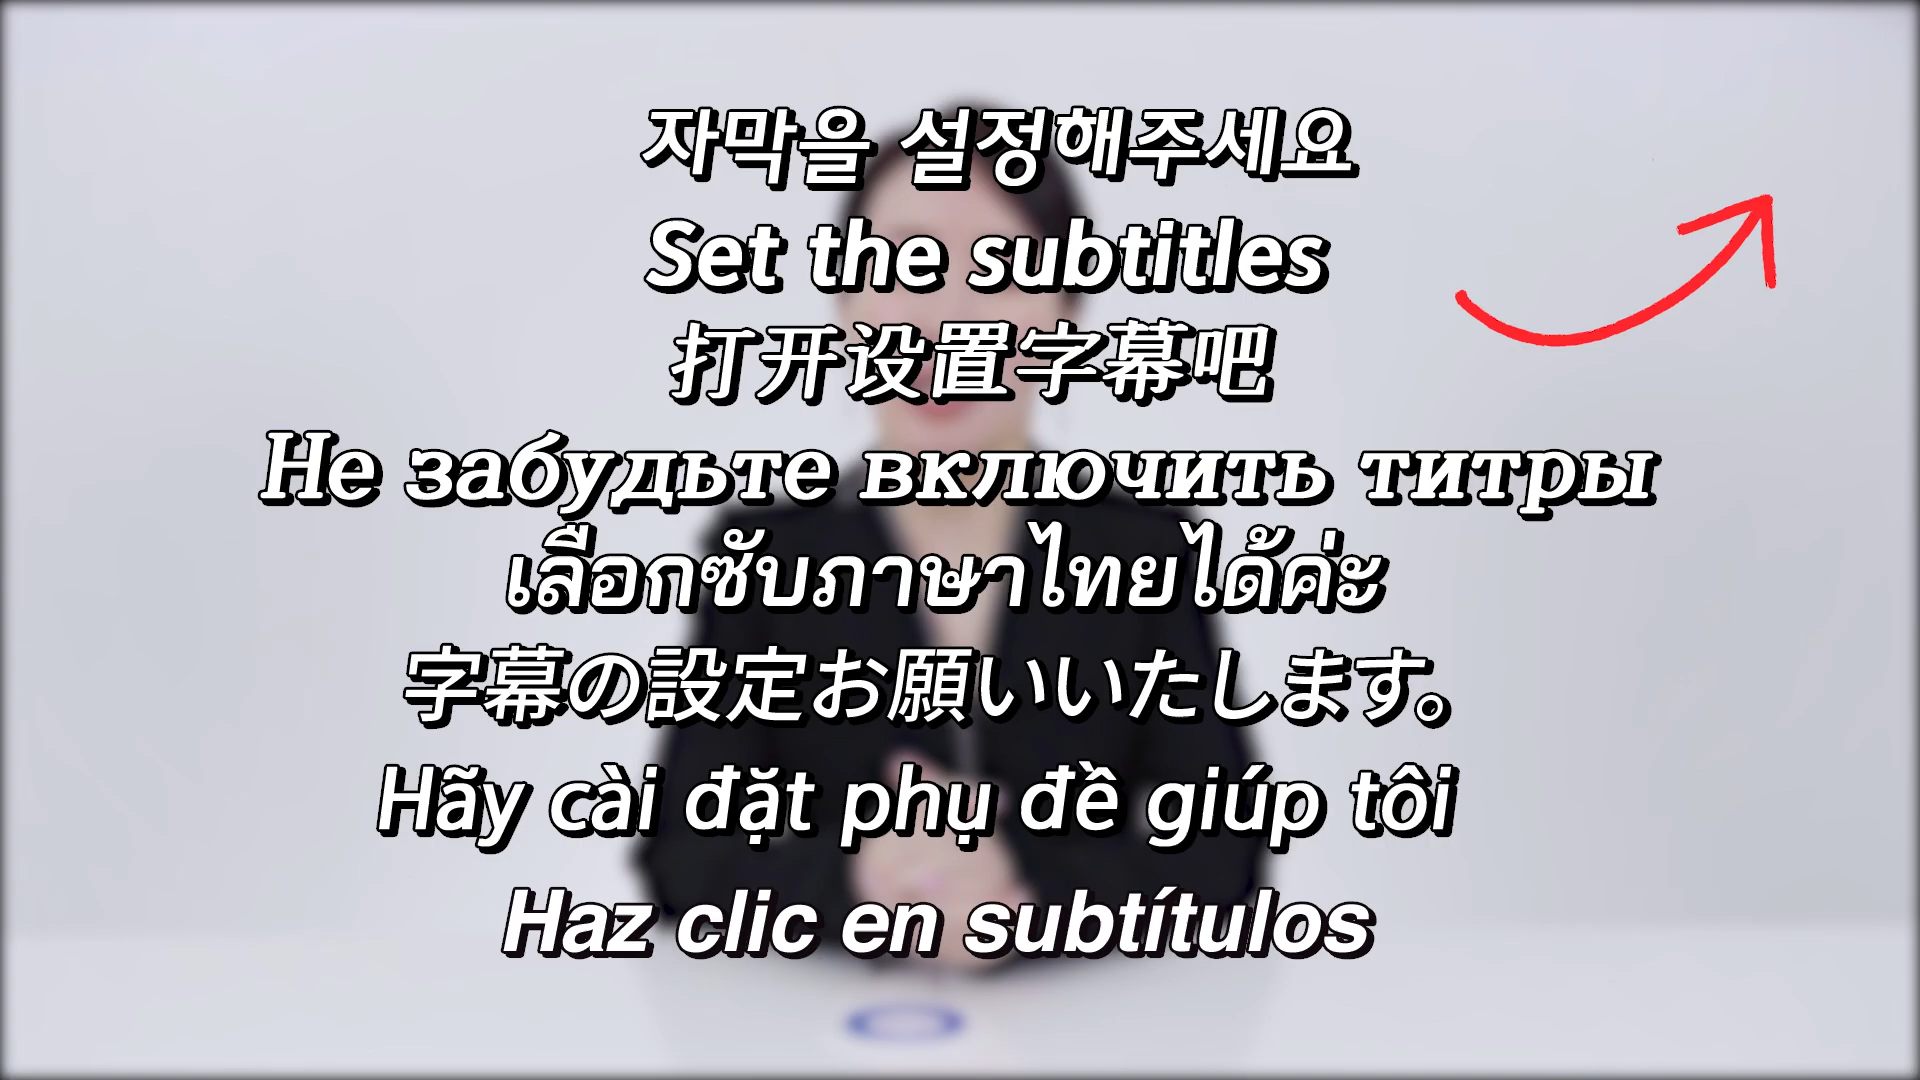 자막을 설정해주세요
Set the subtitles
打开设置字幕吧
Не забудьте включить титры
เลือกซับภาษาไทยได้ค่ะ
字幕の設定お願いいたします。
Hãy cài đặt phụ đề giúp tôi
Haz clic en subtítulos